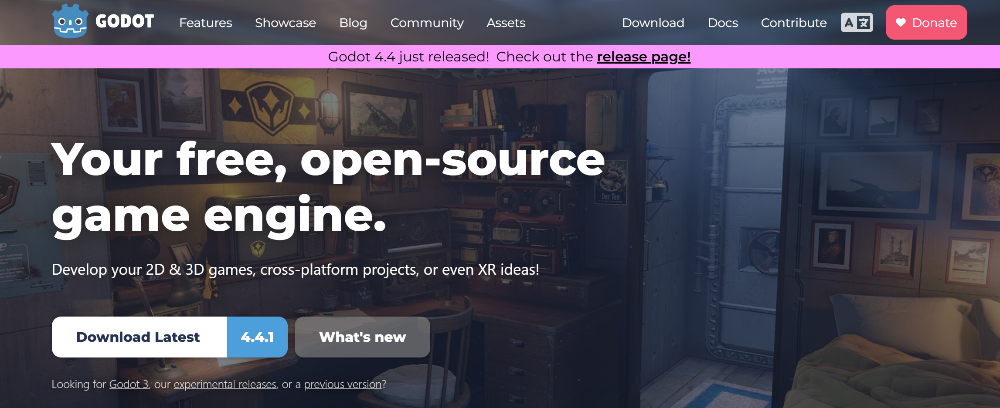 GODOT Features Showcase Blog Community Assets Download Docs Contribute Donate
Godot 4.4 just released! Check out the release page!
Your free, open-source
game engine.
Der Tee
Develop your 2D & 3D games, cross-platform projects, or even XR ideas!
Download Latest 4.4.1 What's new
Looking for Godot 3, our experimental releases, or a previous version?